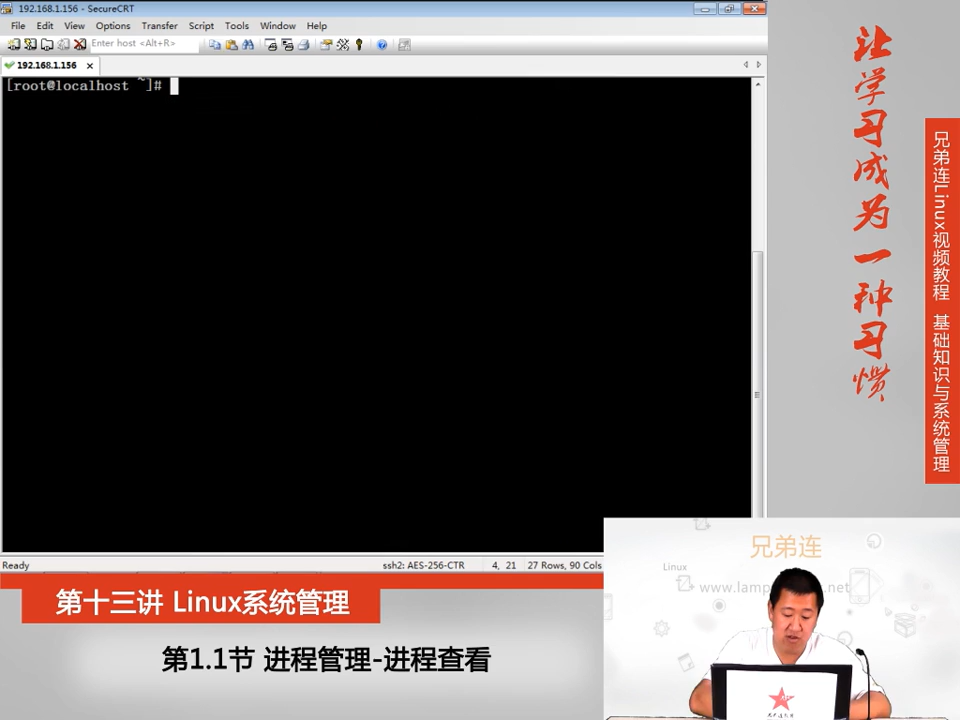 192.168.1.156 - SecureCRT
File Edit View Options Transfer Script Tools Window Help
Enter host <Alt+R>
192.168.1.156
[root@localhost ~]#
Ready
ssh2: AES-256-CTR 4, 21 27 Rows, 90 Cols
让学习成为一种习惯
兄弟连Linux视频教程 基础知识与系统管理
第十三讲 Linux系统管理
第1.1节 进程管理-进程查看
兄弟连
Linux